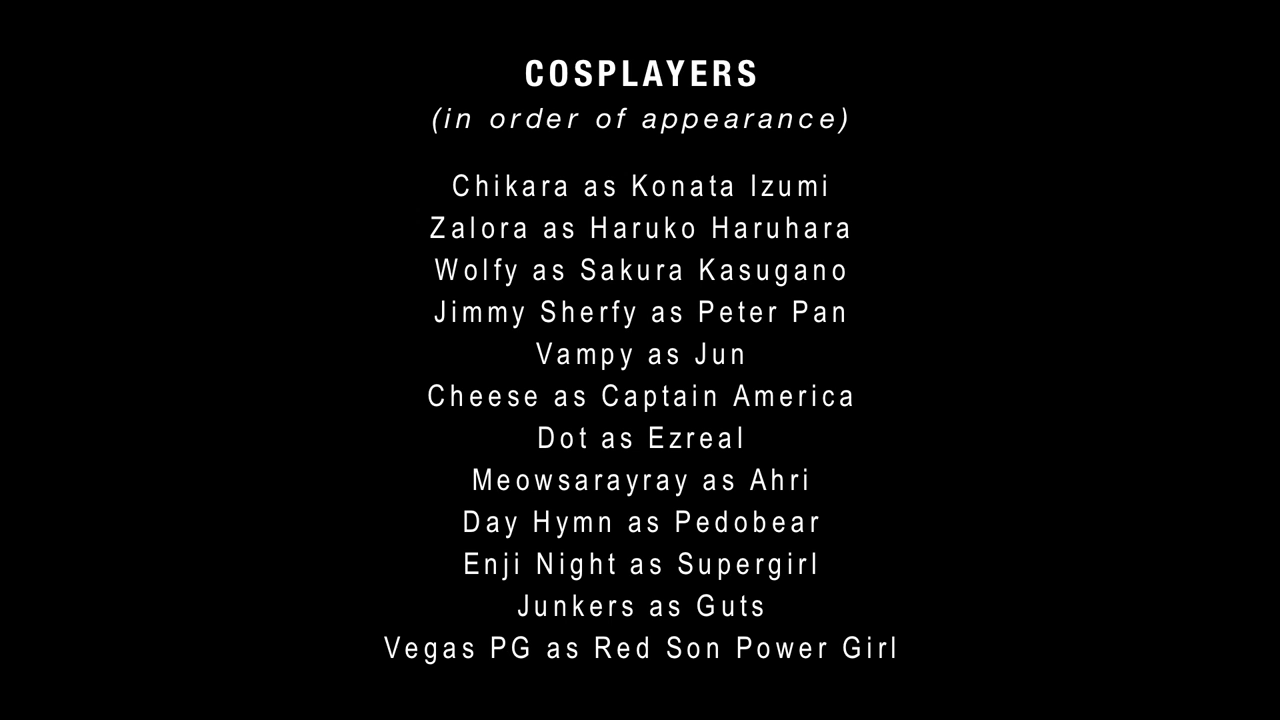 COSPLAYERS
(in order of appearance)
Chikara as Konata Izumi
Zalora as Haruko Haruhara
Wolfy as Sakura Kasugano
Jimmy Sherfy as Peter Pan
Vampy as Jun
Cheese as Captain America
Dot as Ezreal
Meowsarayray as Ahri
Day Hymn as Pedobear
Enji Night as Supergirl
Junkers as Guts
Vegas PG as Red Son Power Girl